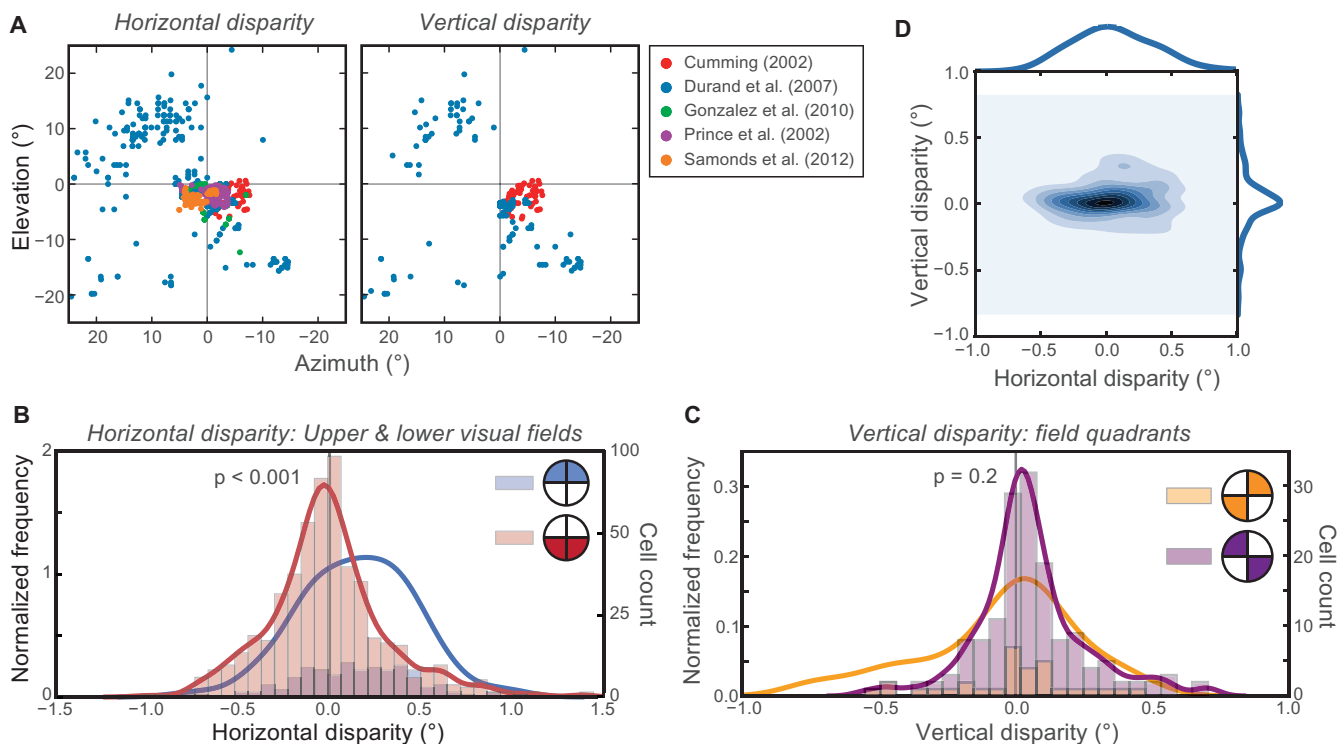 A
Horizontal disparity
Vertical disparity
Elevation (°)
20
10
0
−10
−20
20
10
0
−10
−20
20
10
0
−10
−20
Azimuth (°)
Cumming (2002)
Durand et al. (2007)
Gonzalez et al. (2010)
Prince et al. (2002)
Samonds et al. (2012)
D
Vertical disparity (°)
1.0
0.5
0.0
−0.5
−1.0
−1.0
−0.5
0.0
0.5
1.0
Horizontal disparity (°)
B
Horizontal disparity: Upper & lower visual fields
p < 0.001
Normalized frequency
2
1
0
Cell count
100
50
25
0
−1.5
−1.0
−0.5
0.0
0.5
1.0
1.5
Horizontal disparity (°)
C
Vertical disparity: field quadrants
p = 0.2
Normalized frequency
0.3
0.2
0.1
0.0
Cell count
30
20
10
0
−1.0
−0.5
0.0
0.5
1.0
Vertical disparity (°)